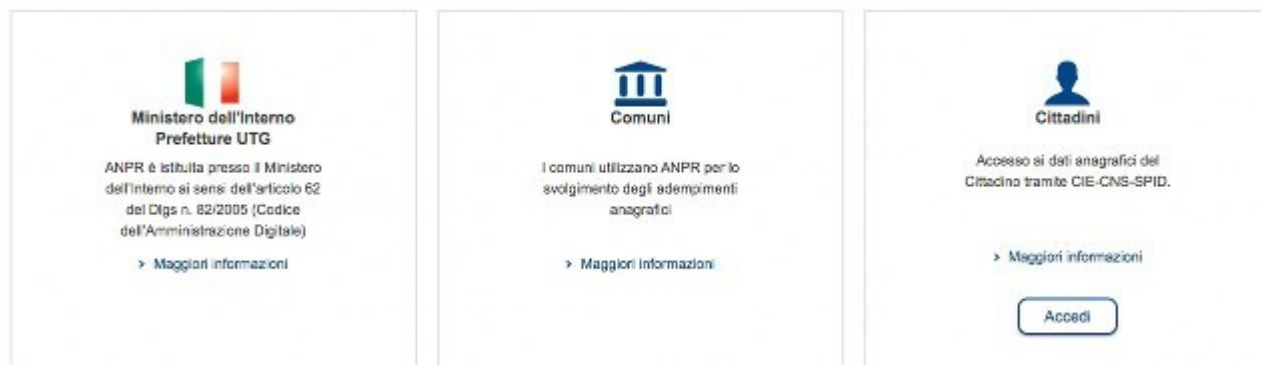 Ministero dell'Interno
Prefetture UTG
ANPR è istituita presso il Ministero
dell'Interno ai sensi dell'articolo 62
del Dlgs n. 82/2005 (Codice
dell'Amministrazione Digitale)
> Maggiori informazioni
Comuni
I comuni utilizzano ANPR per lo
svolgimento degli adempimenti
anagrafici
> Maggiori informazioni
Cittadini
Accesso ai dati anagrafici del
Cittadino tramite CIE-CNS-SPID.
> Maggiori informazioni
Accedi